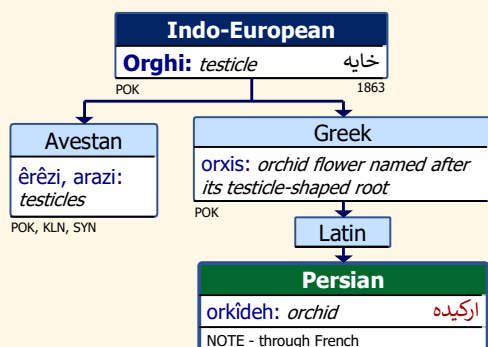 Indo-European
Orghi: testicle خایه
POK 1863
Avestan
êrêzi, arazi:
testicles
POK, KLN, SYN
Greek
orxis: orchid flower named after
its testicle-shaped root
POK
Latin
Persian
orkîdeh: orchid ارکیده
NOTE - through French